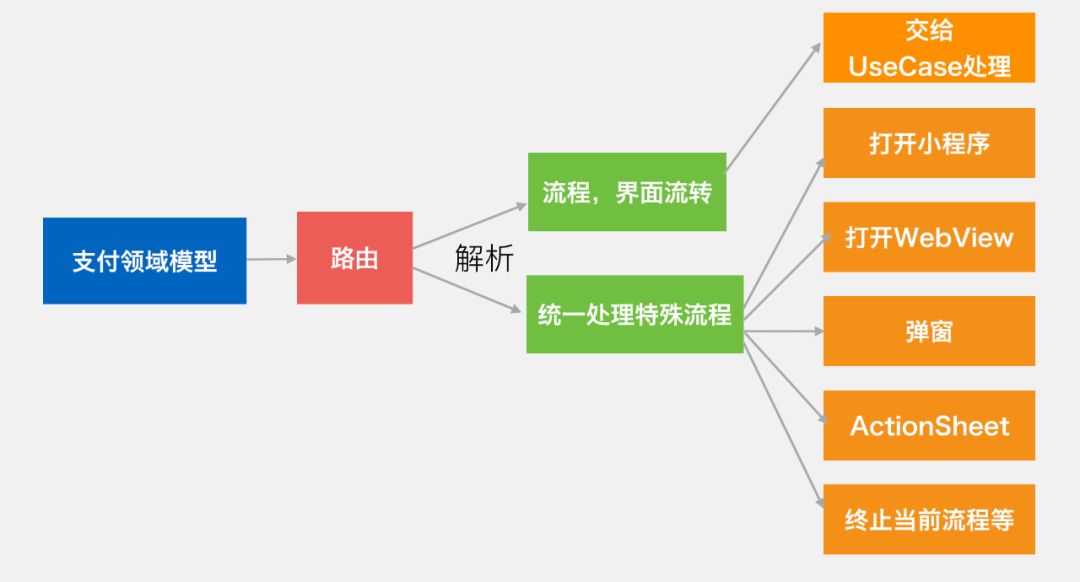 支付领域模型
路由
解析
流程，界面流转
统一处理特殊流程
交给
UseCase处理
打开小程序
打开WebView
弹窗
ActionSheet
终止当前流程等